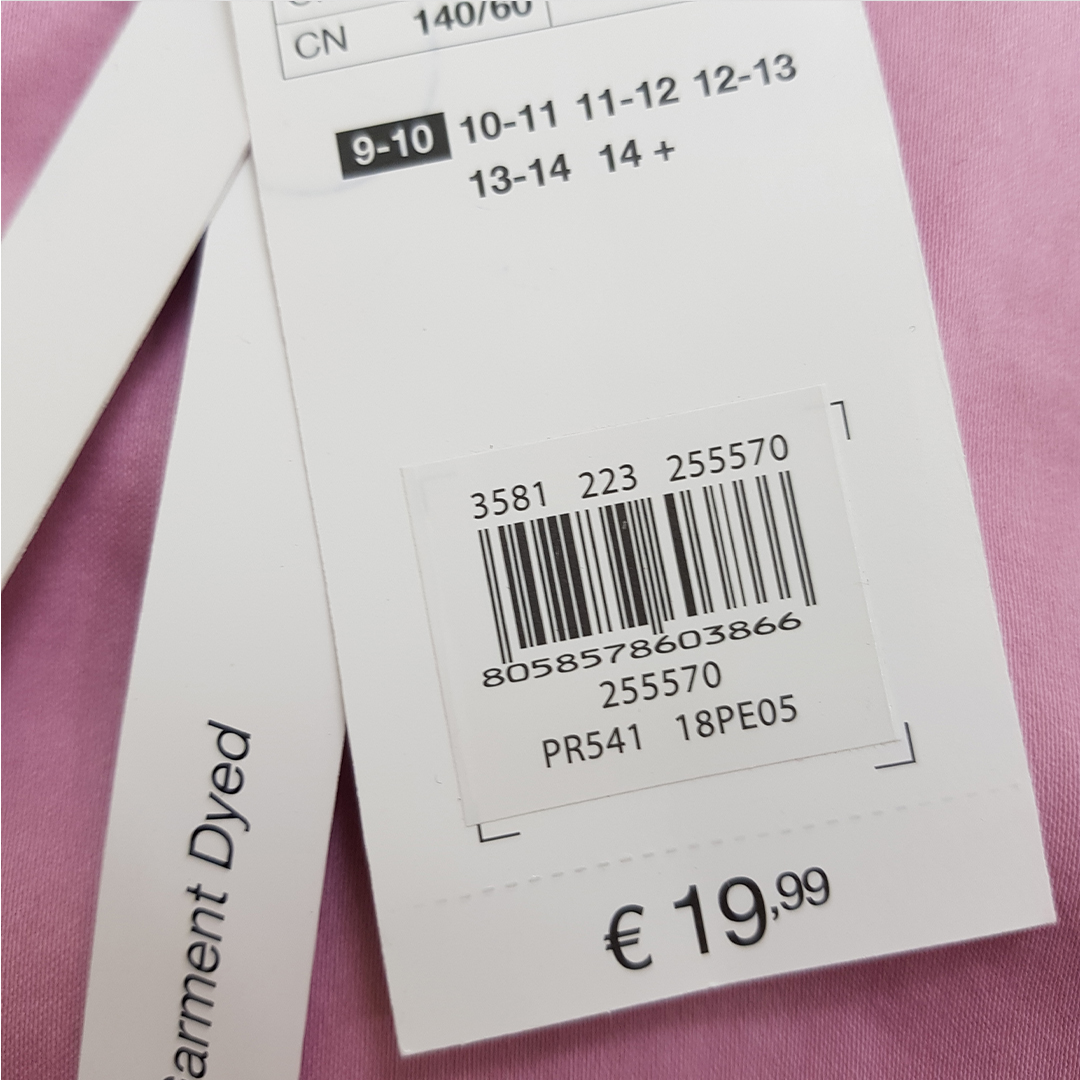 CN 140/60
9-10 10-11 11-12 12-13
13-14 14 +
3581 223 255570
8058578603866
255570
PR541 18PE05
€ 19,99
Garment Dyed